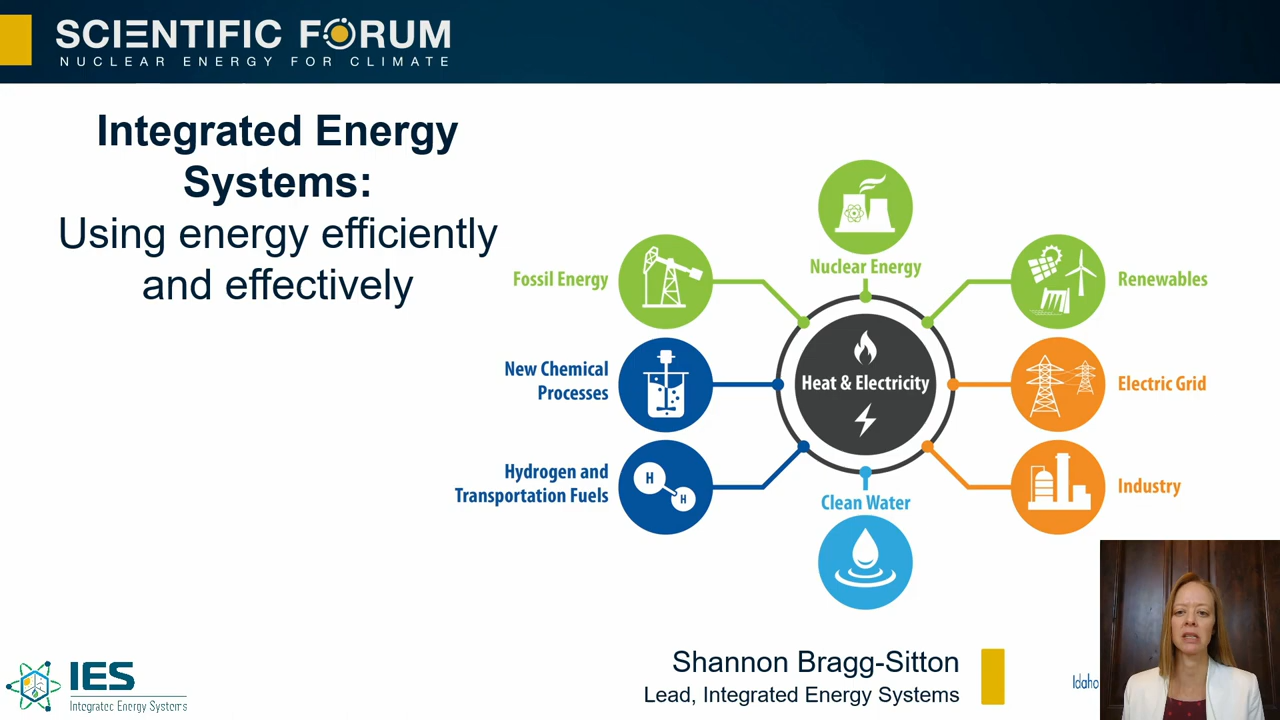 SCIENTIFIC FORUM
NUCLEAR ENERGY FOR CLIMATE
Integrated Energy
Systems:
Using energy efficiently
and effectively
Nuclear Energy
Fossil Energy
Renewables
New Chemical
Processes
Heat & Electricity
Electric Grid
Hydrogen and
Transportation Fuels
Clean Water
Industry
H
H
Shannon Bragg-Sitton
Lead, Integrated Energy Systems
IES
Integrated Energy Systems
Idaho